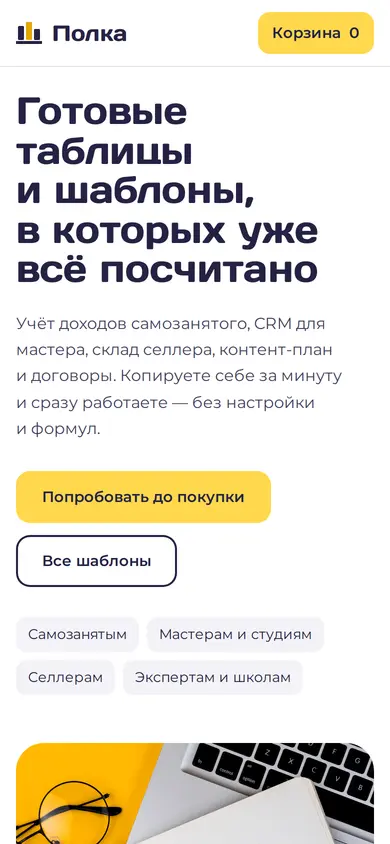 Полка
Корзина 0
Готовые
таблицы
и шаблоны,
в которых уже
всё посчитано
Учёт доходов самозанятого, CRM для
мастера, склад селлера, контент-план
и договоры. Копируете себе за минуту
и сразу работаете — без настройки
и формул.
Попробовать до покупки
Все шаблоны
Самозанятым
Мастерам и студиям
Селлерам
Экспертам и школам